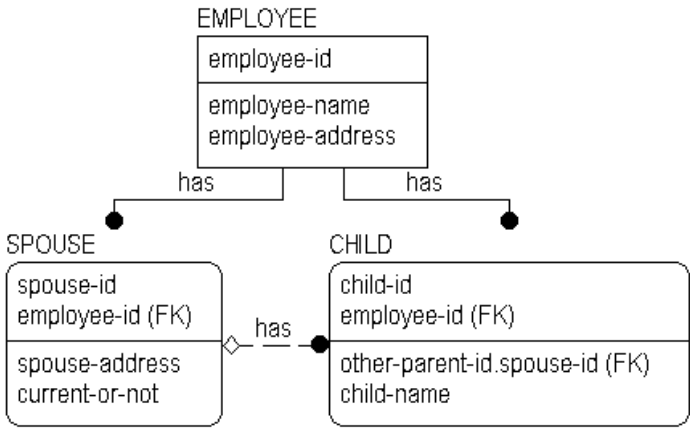 EMPLOYEE
employee-id
employee-name
employee-address
has
has
SPOUSE
spouse-id
employee-id (FK)
spouse-address
current-or-not
has
CHILD
child-id
employee-id (FK)
other-parent-id.spouse-id (FK)
child-name